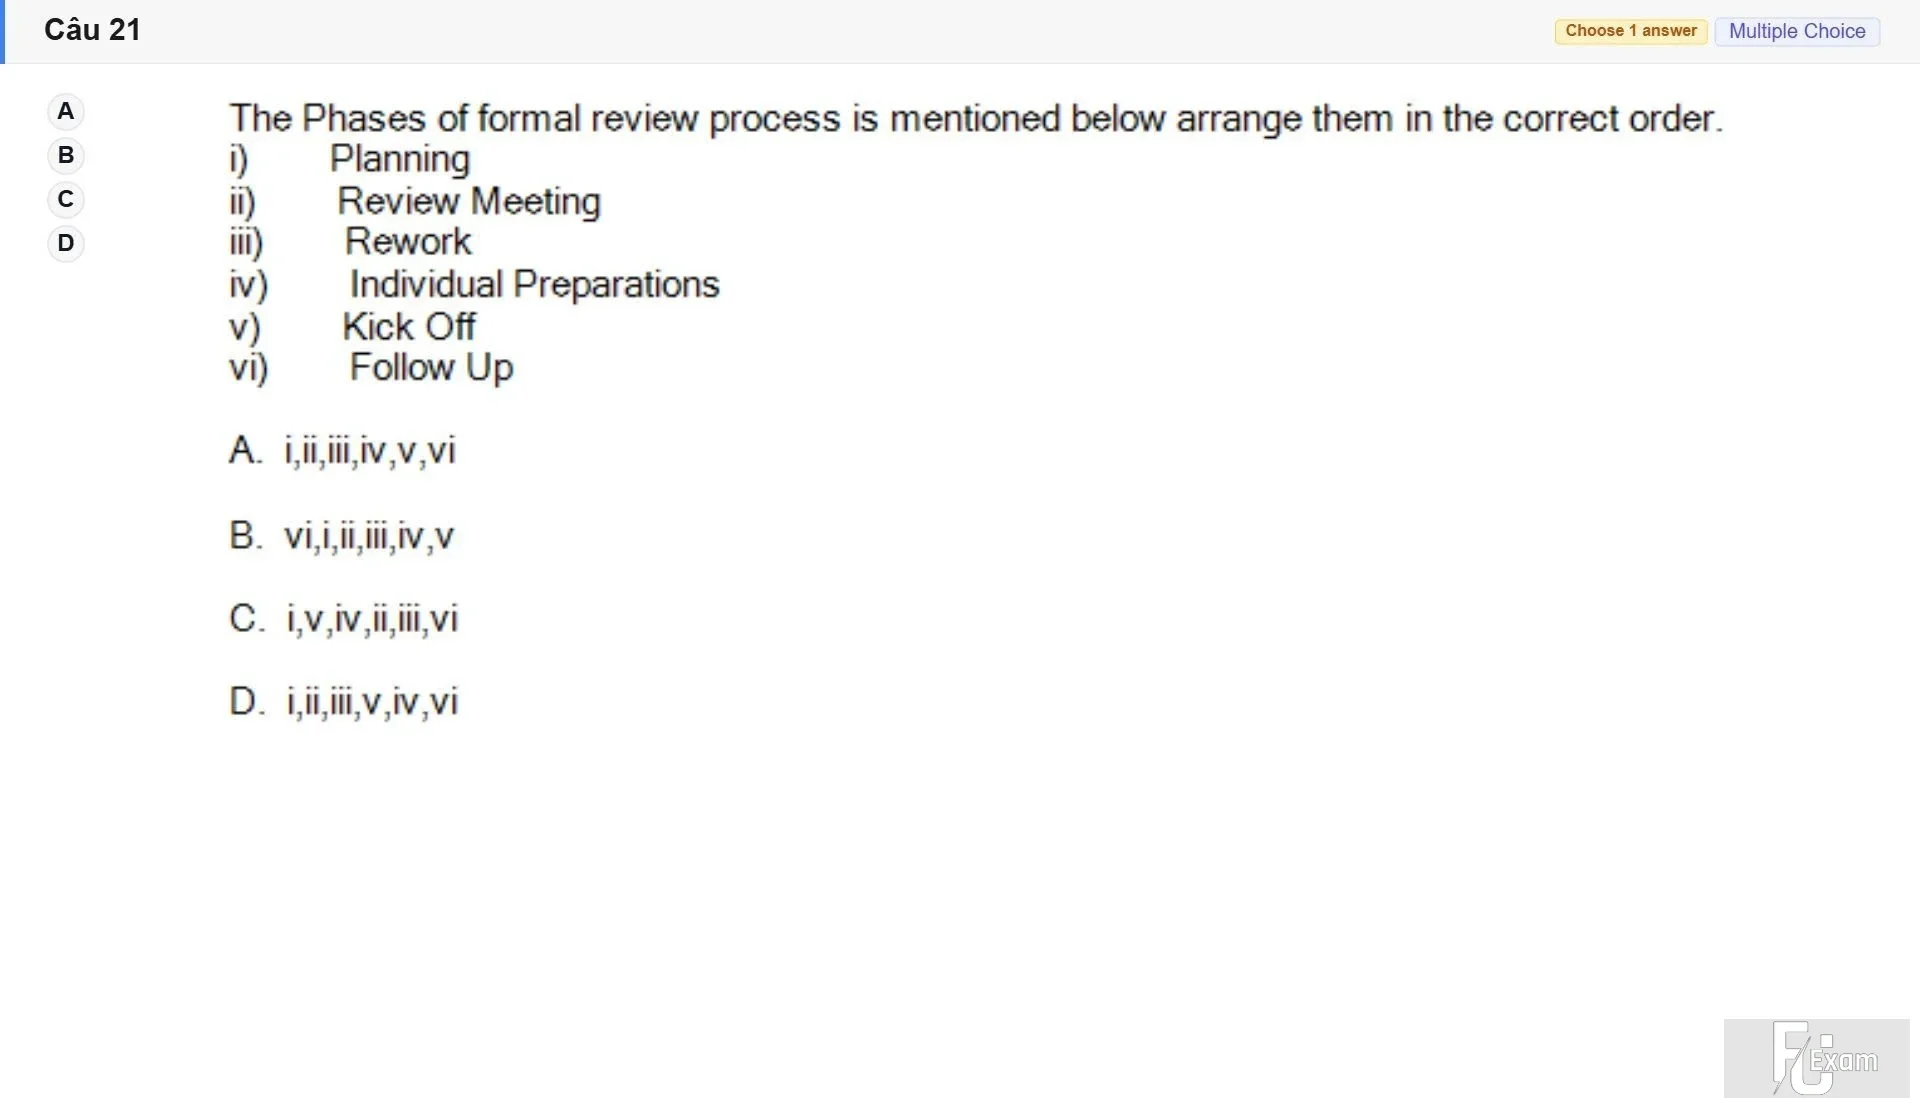 Câu 21
Choose 1 answer
Multiple Choice
A
B
C
D
The Phases of formal review process is mentioned below arrange them in the correct order.
i) Planning
ii) Review Meeting
iii) Rework
iv) Individual Preparations
v) Kick Off
vi) Follow Up
A. i,ii,iii,iv,v,vi
B. vi,i,ii,iii,iv,v
C. i,v,iv,ii,iii,vi
D. i,ii,iii,v,iv,vi
FU Exam